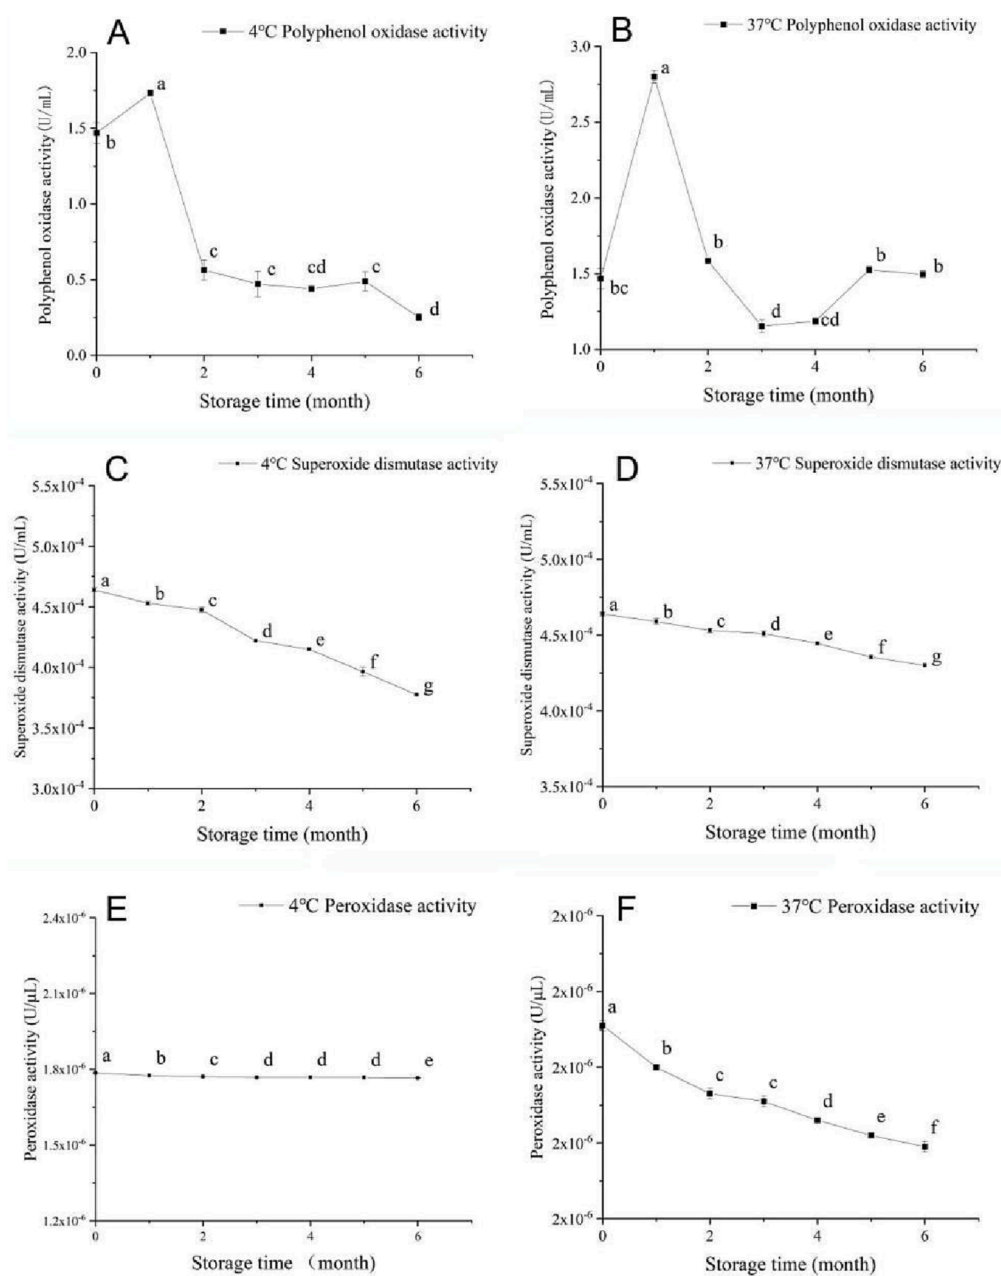 A
4℃ Polyphenol oxidase activity
2.0
1.5
1.0
0.5
0.0
Polyphenol oxidase activity (U/mL)
b
a
c
c
cd
c
d
0
2
4
6
Storage time (month)
B
37℃ Polyphenol oxidase activity
3.0
2.5
2.0
1.5
1.0
Polyphenol oxidase activity (U/mL)
bc
a
b
d
cd
b
b
0
2
4
6
Storage time (month)
C
4℃ Superoxide dismutase activity
5.5x10⁻⁴
5.0x10⁻⁴
4.5x10⁻⁴
4.0x10⁻⁴
3.5x10⁻⁴
3.0x10⁻⁴
Superoxide dismutase activity (U/mL)
a
b
c
d
e
f
g
0
2
4
6
Storage time (month)
D
37℃ Superoxide dismutase activity
5.5x10⁻⁴
5.0x10⁻⁴
4.5x10⁻⁴
4.0x10⁻⁴
3.5x10⁻⁴
Superoxide dismutase activity (U/mL)
a
b
c
d
e
f
g
0
2
4
6
Storage time (month)
E
4℃ Peroxidase activity
2.4x10⁻⁶
2.1x10⁻⁶
1.8x10⁻⁶
1.5x10⁻⁶
1.2x10⁻⁶
Peroxidase activity (U/μL)
a
b
c
d
d
d
e
0
2
4
6
Storage time （month)
F
37℃ Peroxidase activity
2x10⁻⁶
2x10⁻⁶
2x10⁻⁶
2x10⁻⁶
2x10⁻⁶
Peroxidase activity (U/μL)
a
b
c
c
d
e
f
0
2
4
6
Storage time (month)